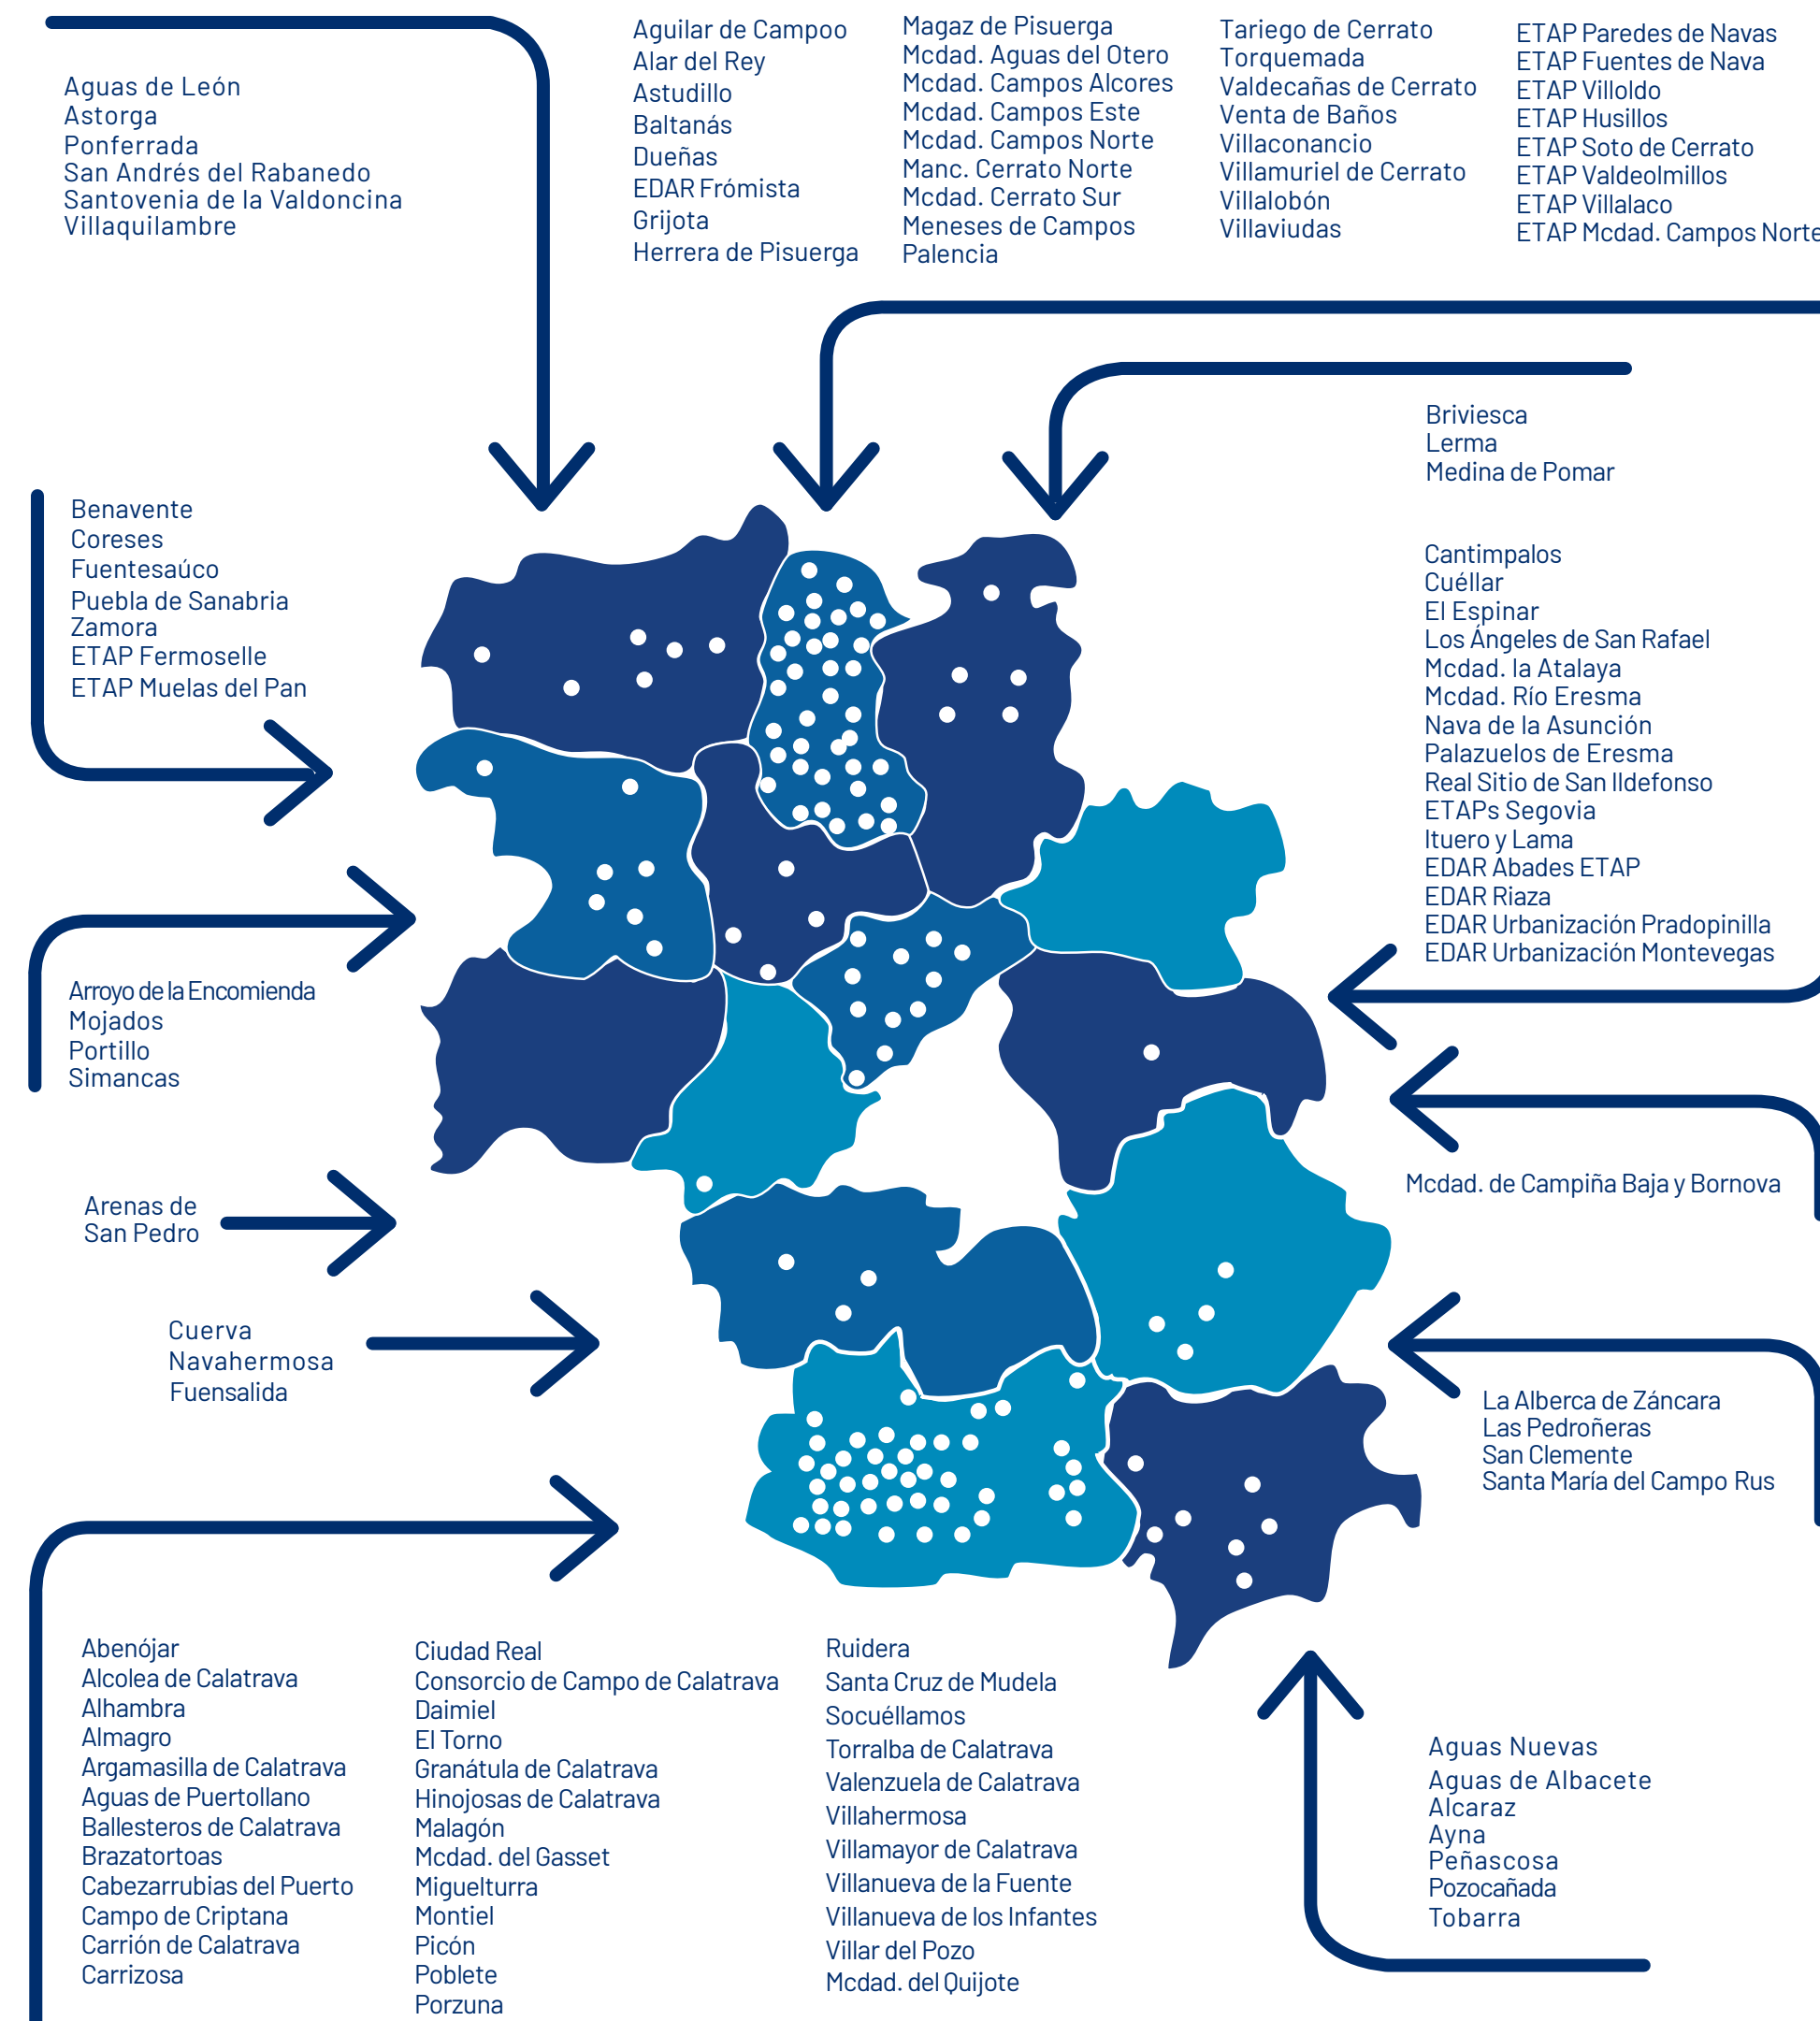 Aguas de León
Astorga
Ponferrada
San Andrés del Rabanedo
Santovenia de la Valdoncina
Villaquilambre
Aguilar de Campoo
Alar del Rey
Astudillo
Baltanás
Dueñas
EDAR Frómista
Grijota
Herrera de Pisuerga
Magaz de Pisuerga
Mcdad. Aguas del Otero
Mcdad. Campos Alcores
Mcdad. Campos Este
Mcdad. Campos Norte
Manc. Cerrato Norte
Mcdad. Cerrato Sur
Meneses de Campos
Palencia
Tariego de Cerrato
Torquemada
Valdecañas de Cerrato
Venta de Baños
Villaconancio
Villamuriel de Cerrato
Villalobón
Villaviudas
ETAP Paredes de Navas
ETAP Fuentes de Nava
ETAP Villoldo
ETAP Husillos
ETAP Soto de Cerrato
ETAP Valdeolmillos
ETAP Villalaco
ETAP Mcdad. Campos Norte
Briviesca
Lerma
Medina de Pomar
Benavente
Coreses
Fuentesaúco
Puebla de Sanabria
Zamora
ETAP Fermoselle
ETAP Muelas del Pan
Cantimpalos
Cuéllar
El Espinar
Los Ángeles de San Rafael
Mcdad. la Atalaya
Mcdad. Río Eresma
Nava de la Asunción
Palazuelos de Eresma
Real Sitio de San Ildefonso
ETAPs Segovia
Ituero y Lama
EDAR Abades ETAP
EDAR Riaza
EDAR Urbanización Pradopinilla
EDAR Urbanización Montevegas
Arroyo de la Encomienda
Mojados
Portillo
Simancas
Mcdad. de Campiña Baja y Bornova
Arenas de
San Pedro
Cuerva
Navahermosa
Fuensalida
La Alberca de Záncara
Las Pedroñeras
San Clemente
Santa María del Campo Rus
Abenójar
Alcolea de Calatrava
Alhambra
Almagro
Argamasilla de Calatrava
Aguas de Puertollano
Ballesteros de Calatrava
Brazatortoas
Cabezarrubias del Puerto
Campo de Criptana
Carrión de Calatrava
Carrizosa
Ciudad Real
Consorcio de Campo de Calatrava
Daimiel
El Torno
Granátula de Calatrava
Hinojosas de Calatrava
Malagón
Mcdad. del Gasset
Miguelturra
Montiel
Picón
Poblete
Porzuna
Ruidera
Santa Cruz de Mudela
Socuéllamos
Torralba de Calatrava
Valenzuela de Calatrava
Villahermosa
Villamayor de Calatrava
Villanueva de la Fuente
Villanueva de los Infantes
Villar del Pozo
Mcdad. del Quijote
Aguas Nuevas
Aguas de Albacete
Alcaraz
Ayna
Peñascosa
Pozocañada
Tobarra